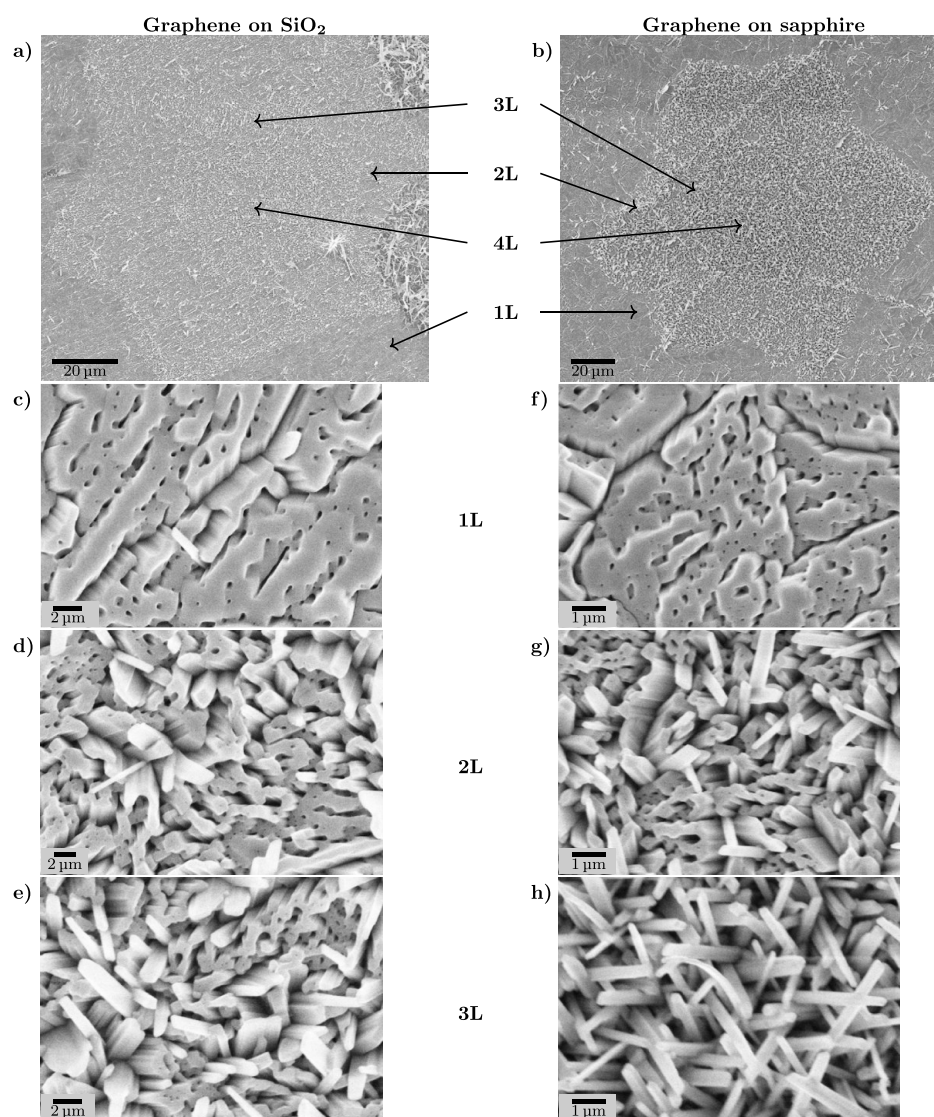 Graphene on SiO₂ Graphene on sapphire
a) b)
3L
2L
4L
1L
20 µm 20 µm
c) f)
1L
2 µm 1 µm
d) g)
2L
2 µm 1 µm
e) h)
3L
2 µm 1 µm